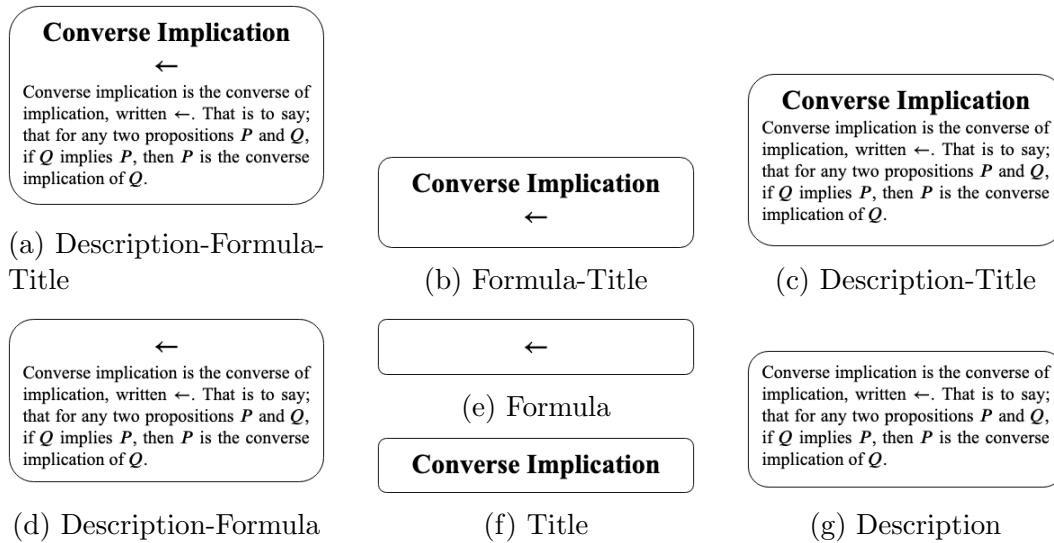 Converse Implication
←
Converse implication is the converse of
implication, written ←. That is to say;
that for any two propositions P and Q,
if Q implies P, then P is the converse
implication of Q.
(a) Description-Formula-
Title
Converse Implication
←
(b) Formula-Title
Converse Implication
Converse implication is the converse of
implication, written ←. That is to say;
that for any two propositions P and Q,
if Q implies P, then P is the converse
implication of Q.
(c) Description-Title
←
Converse implication is the converse of
implication, written ←. That is to say;
that for any two propositions P and Q,
if Q implies P, then P is the converse
implication of Q.
(d) Description-Formula
←
(e) Formula
Converse Implication
(f) Title
Converse implication is the converse of
implication, written ←. That is to say;
that for any two propositions P and Q,
if Q implies P, then P is the converse
implication of Q.
(g) Description